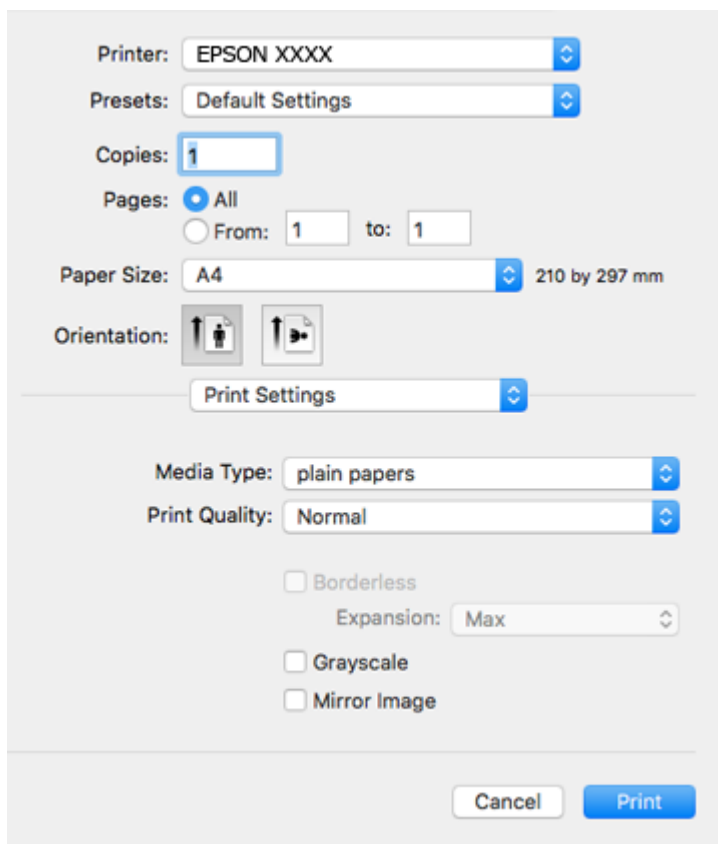 Printer: EPSON XXXX
Presets: Default Settings
Copies: 1
Pages: All
From: 1 to: 1
Paper Size: A4 210 by 297 mm
Orientation:
Print Settings
Media Type: plain papers
Print Quality: Normal
Borderless
Expansion: Max
Grayscale
Mirror Image
Cancel Print